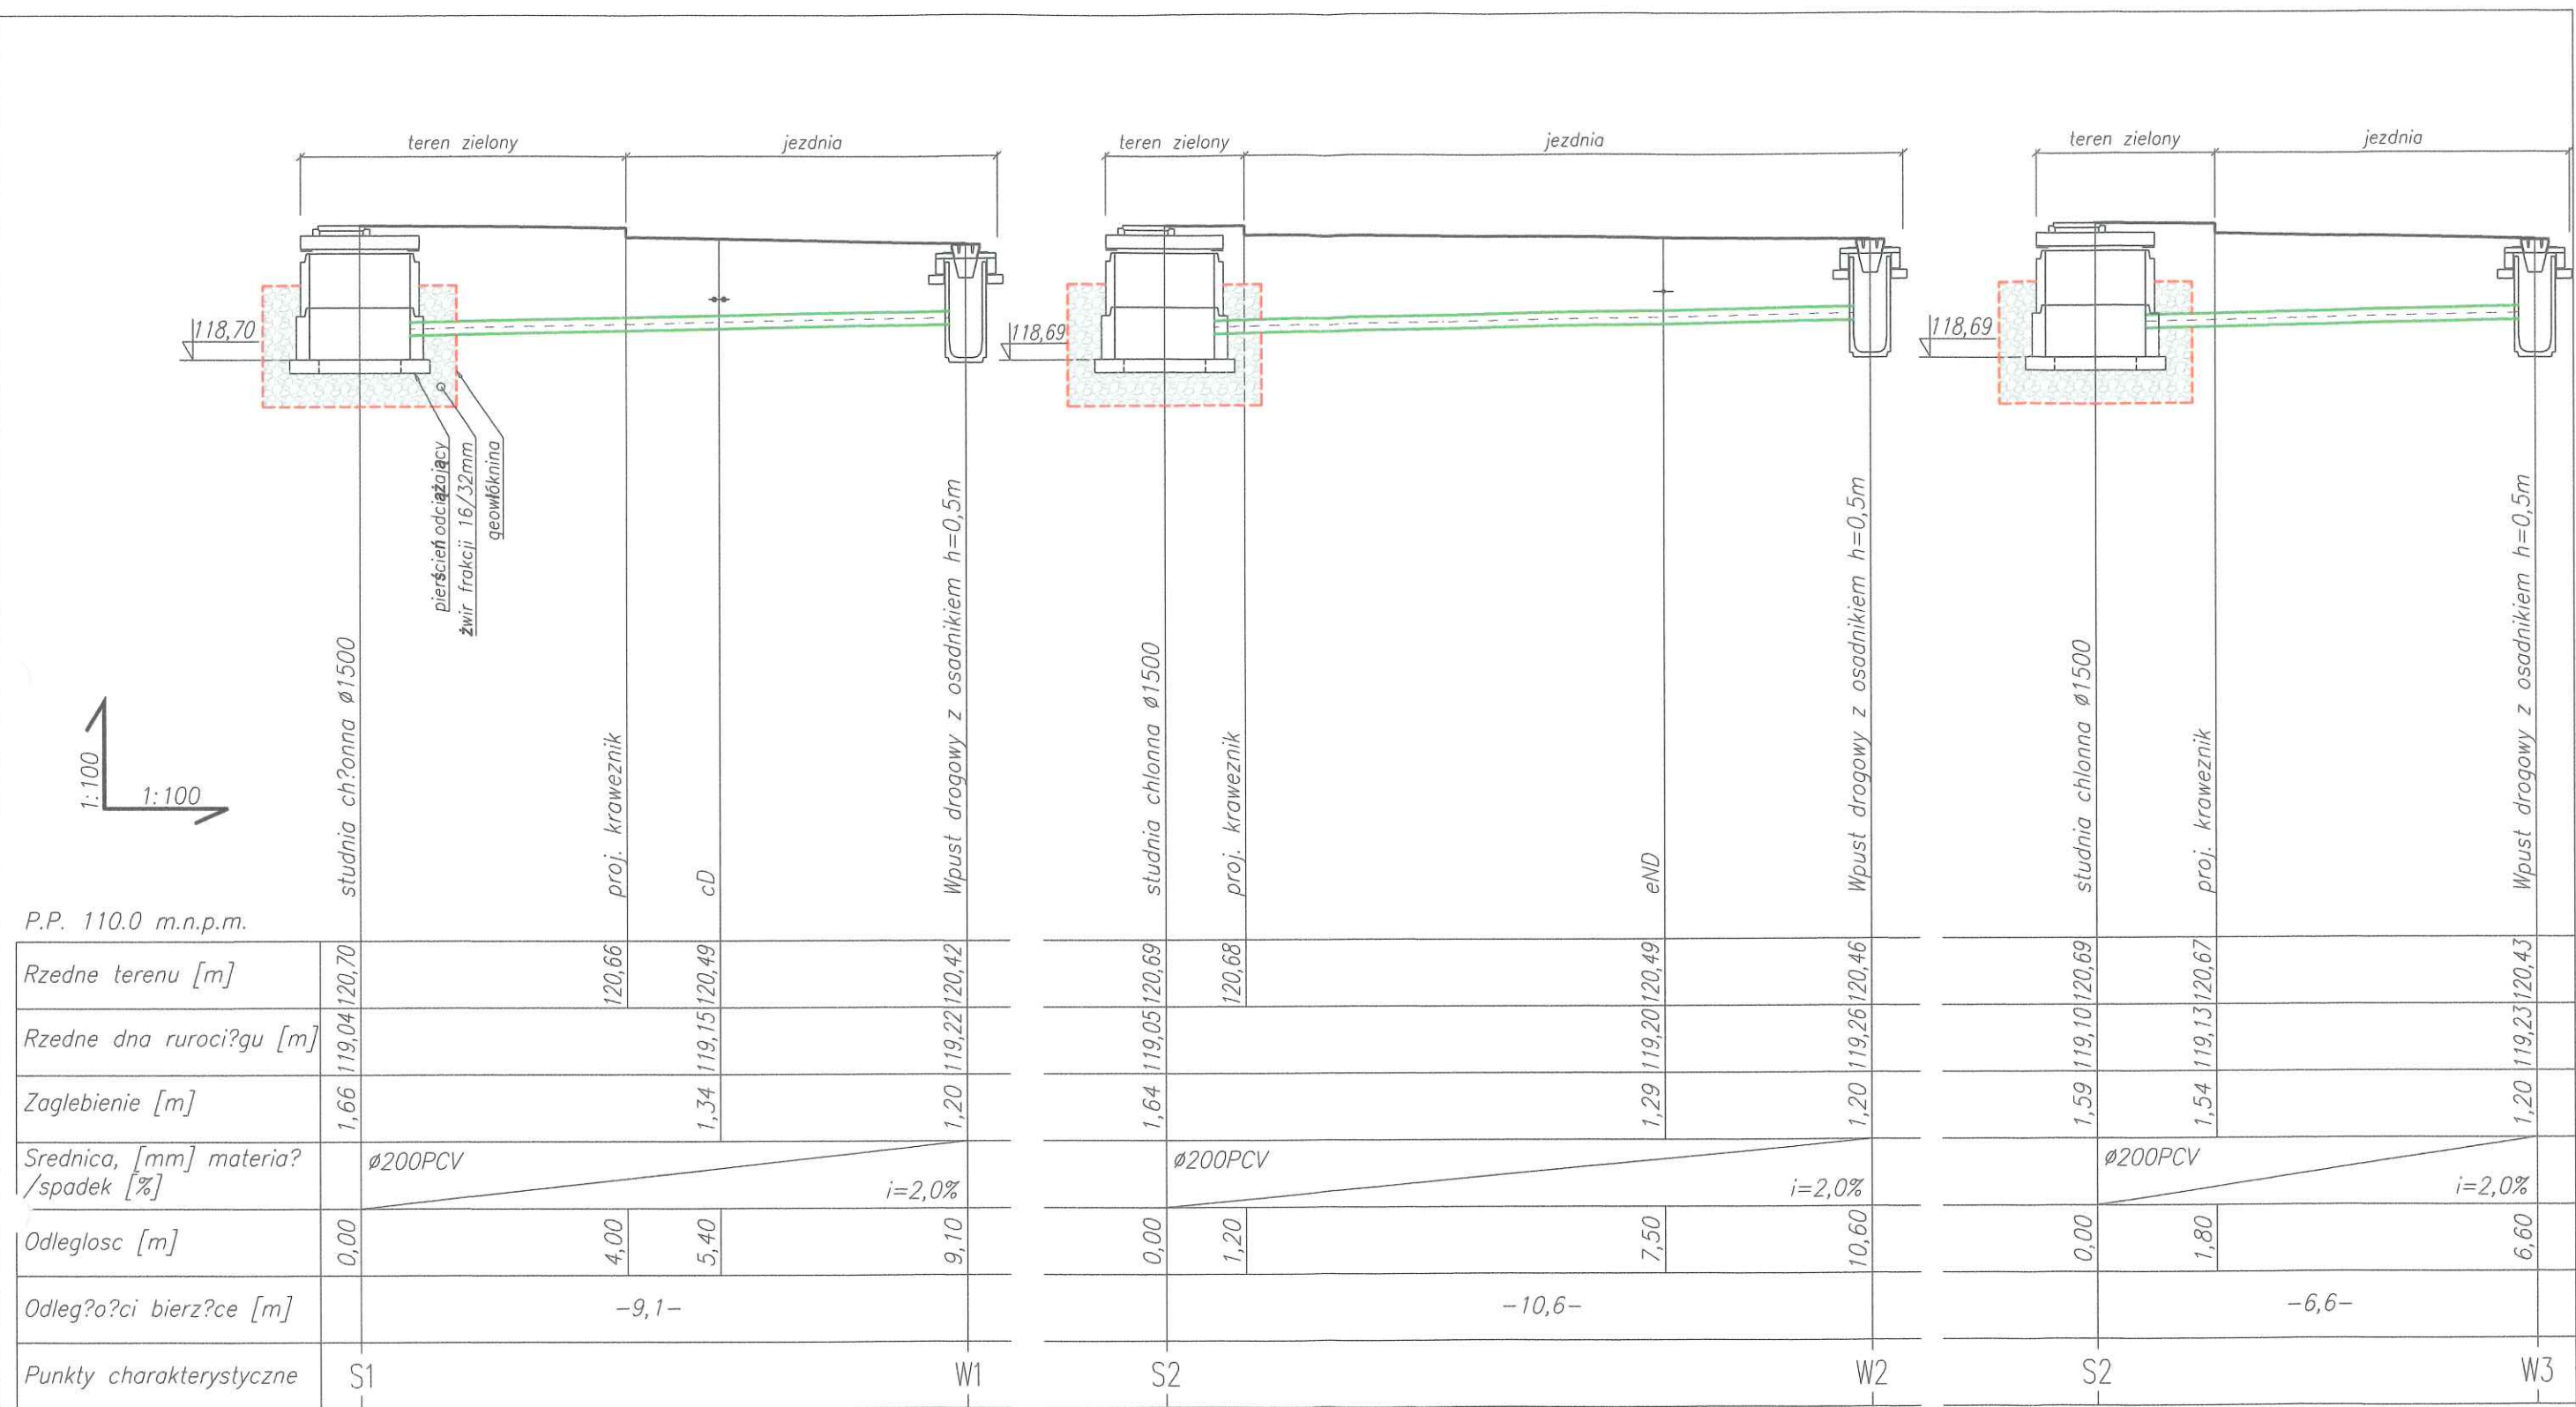 teren zielony
jezdnia
teren zielony
jezdnia
teren zielony
jezdnia
118,70
118,69
118,69
pierścień odciążający
żwir frakcji 16/32mm
geowłóknina
studnia ch?onna ø1500
proj. kraweznik
cD
Wpust drogowy z osadnikiem h=0,5m
studnia chlonna ø1500
proj. kraweznik
eND
Wpust drogowy z osadnikiem h=0,5m
studnia chlonna ø1500
proj. kraweznik
Wpust drogowy z osadnikiem h=0,5m
1:100
1:100
P.P. 110.0 m.n.p.m.
Rzedne terenu [m] 120,70 120,66 120,49 120,42 120,69 120,68 120,49 120,46 120,69 120,67 120,43
Rzedne dna ruroci?gu [m] 119,04 119,15 119,22 119,05 119,20 119,26 119,10 119,13 119,23
Zaglebienie [m] 1,66 1,34 1,20 1,64 1,29 1,20 1,59 1,54 1,20
Srednica, [mm] materia?
/spadek [%]
ø200PCV i=2,0% ø200PCV i=2,0% ø200PCV i=2,0%
Odleglosc [m] 0,00 4,00 5,40 9,10 0,00 1,20 7,50 10,60 0,00 1,80 6,60
Odleg?o?ci bierz?ce [m] -9,1- -10,6- -6,6-
Punkty charakterystyczne S1 W1 S2 W2 S2 W3